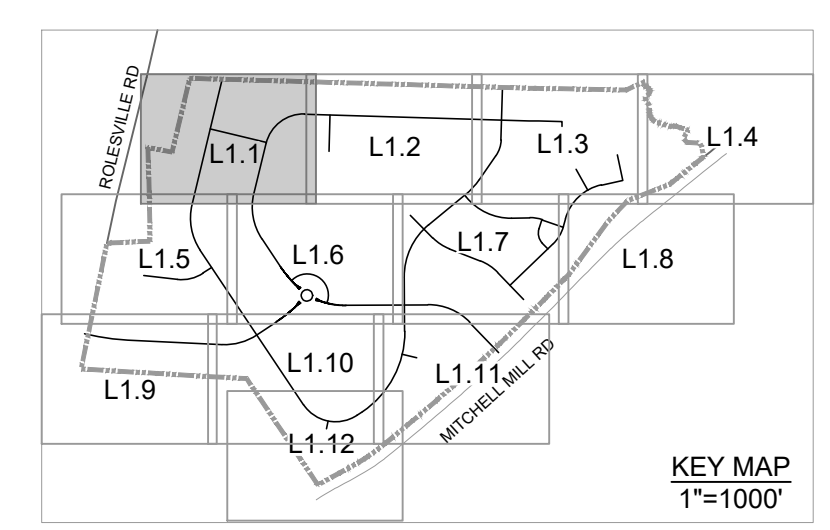 ROLESVILLE RD
L1.1
L1.2
L1.3
L1.4
L1.5
L1.6
L1.7
L1.8
L1.9
L1.10
L1.11
L1.12
MITCHELL MILL RD
KEY MAP
1"=1000'